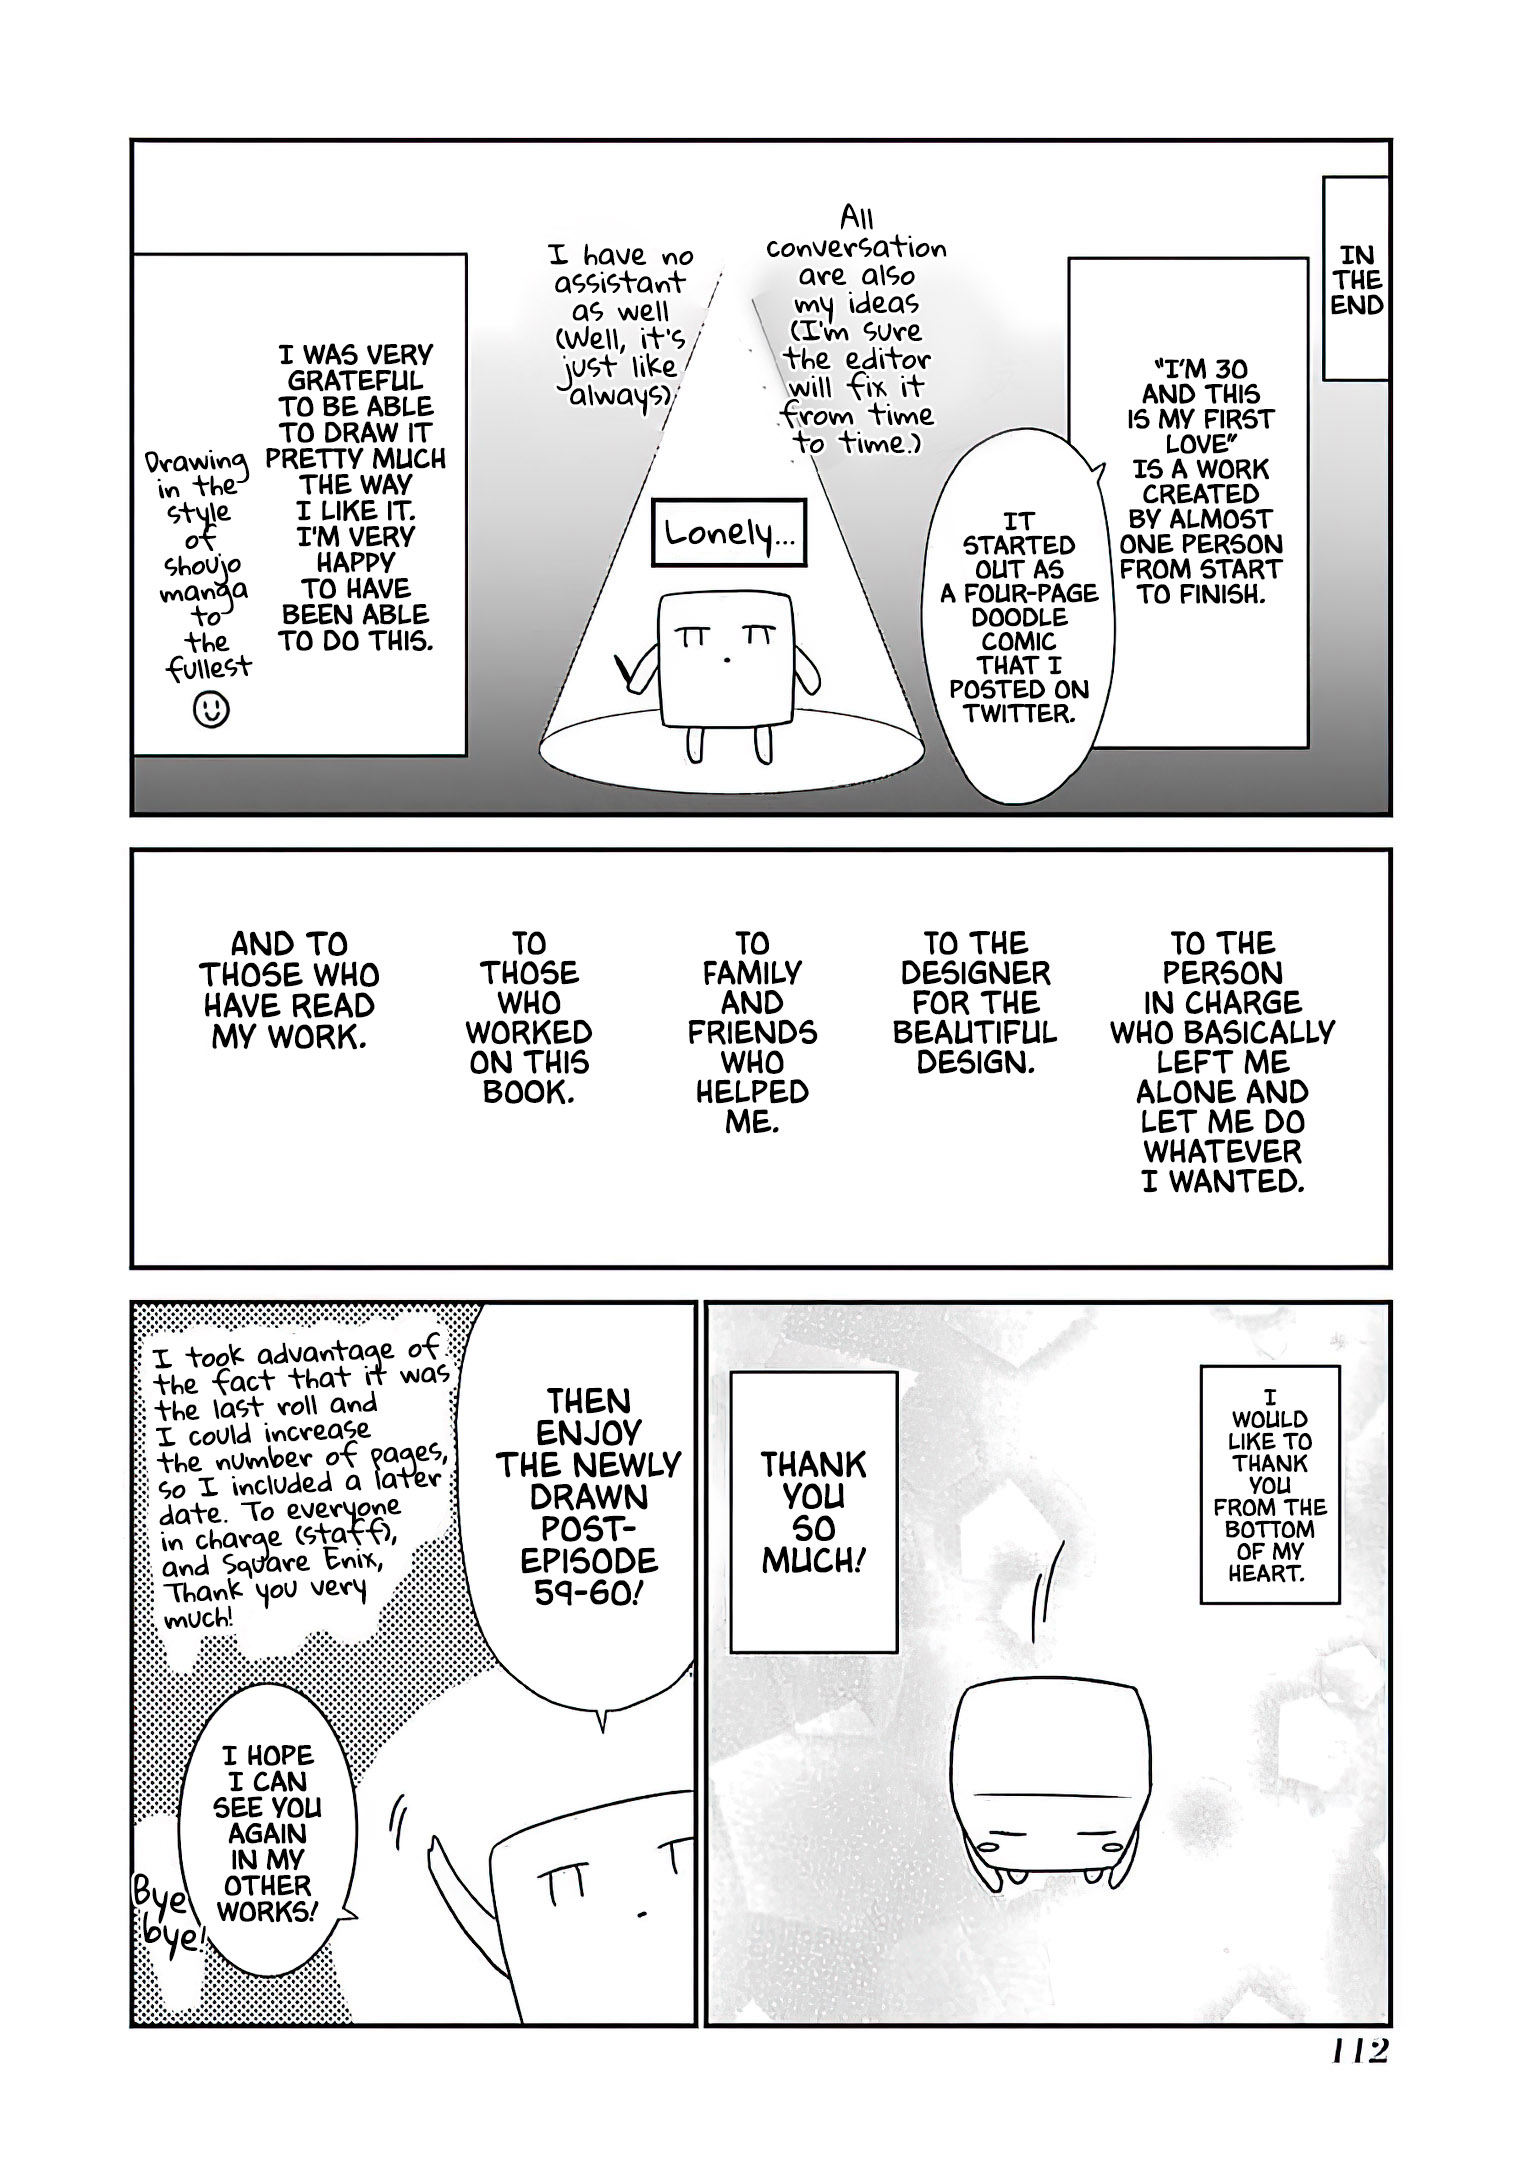 IN
THE
END
"I'M 30
AND THIS
IS MY FIRST
LOVE"
IS A WORK
CREATED
BY ALMOST
ONE PERSON
FROM START
TO FINISH.
IT
STARTED
OUT AS
A FOUR-PAGE
DOODLE
COMIC
THAT I
POSTED ON
TWITTER.
All
conversation
are also
my ideas
(I'm sure
the editor
will fix it
from time
to time.)
I have no
assistant
as well
(Well, it's
just like
always)
Lonely...
I WAS VERY
GRATEFUL
TO BE ABLE
TO DRAW IT
PRETTY MUCH
THE WAY
I LIKE IT.
I'M VERY
HAPPY
TO HAVE
BEEN ABLE
TO DO THIS.
Drawing
in the
style
of
shoujo
manga
to
the
fullest
TO THE
PERSON
IN CHARGE
WHO BASICALLY
LEFT ME
ALONE AND
LET ME DO
WHATEVER
I WANTED.
TO THE
DESIGNER
FOR THE
BEAUTIFUL
DESIGN.
TO
FAMILY
AND
FRIENDS
WHO
HELPED
ME.
TO
THOSE
WHO
WORKED
ON THIS
BOOK.
AND TO
THOSE WHO
HAVE READ
MY WORK.
I
WOULD
LIKE TO
THANK
YOU
FROM THE
BOTTOM
OF MY
HEART.
THANK
YOU
SO
MUCH!
THEN
ENJOY
THE NEWLY
DRAWN
POST-
EPISODE
59-60!
I took advantage of
the fact that it was
the last roll and
I could increase
the number of pages,
so I included a later
date. To everyone
in charge (staff),
and Square Enix,
Thank you very
much!
I HOPE
I CAN
SEE YOU
AGAIN
IN MY
OTHER
WORKS!
Bye
bye!
112